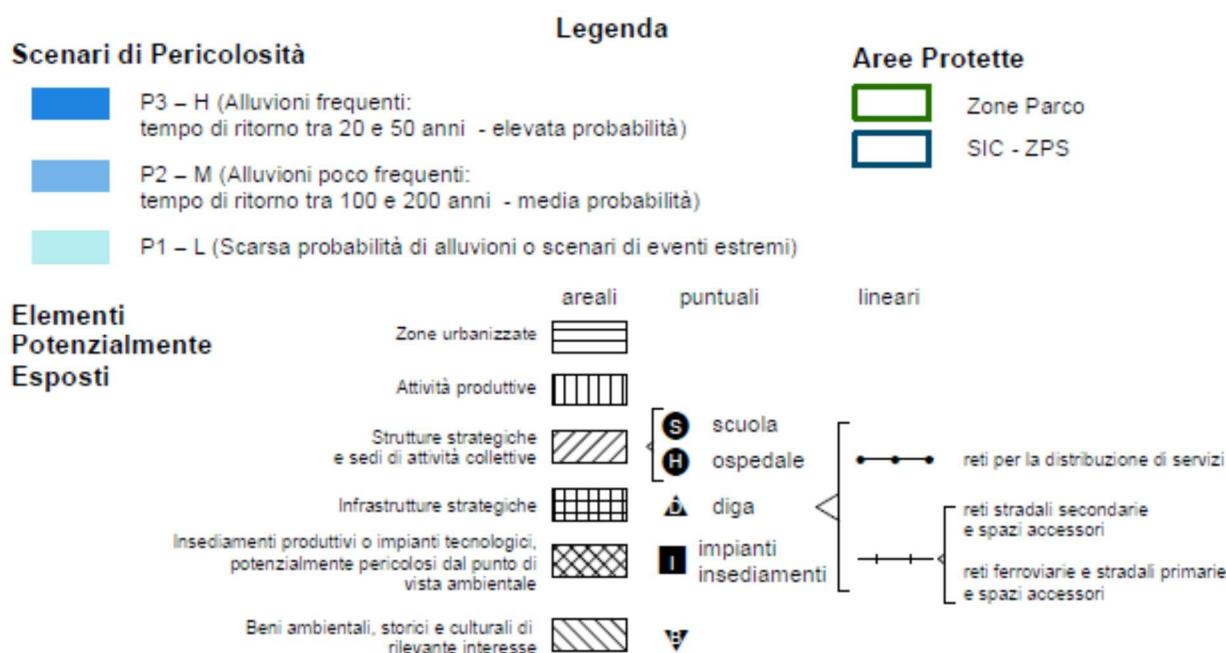 Legenda
Scenari di Pericolosità
P3 – H (Alluvioni frequenti:
tempo di ritorno tra 20 e 50 anni - elevata probabilità)
P2 – M (Alluvioni poco frequenti:
tempo di ritorno tra 100 e 200 anni - media probabilità)
P1 – L (Scarsa probabilità di alluvioni o scenari di eventi estremi)
Aree Protette
Zone Parco
SIC - ZPS
Elementi
Potenzialmente
Esposti
areali
puntuali
lineari
Zone urbanizzate
Attività produttive
Strutture strategiche
e sedi di attività collettive
S scuola
H ospedale
Infrastrutture strategiche
D diga
Insediamenti produttivi o impianti tecnologici,
potenzialmente pericolosi dal punto di
vista ambientale
I impianti
insediamenti
Beni ambientali, storici e culturali di
rilevante interesse
B
reti per la distribuzione di servizi
reti stradali secondarie
e spazi accessori
reti ferroviarie e stradali primarie
e spazi accessori